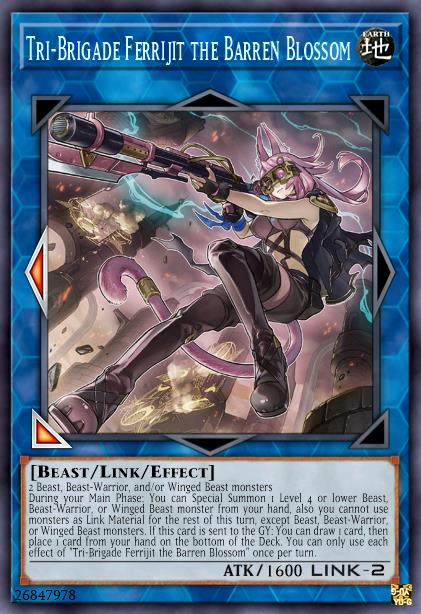 Tri-Brigade Ferrijit the Barren Blossom
EARTH
地
[Beast/Link/Effect]
2 Beast, Beast-Warrior, and/or Winged Beast monsters
During your Main Phase: You can Special Summon 1 Level 4 or lower Beast,
Beast-Warrior, or Winged Beast monster from your hand, also you cannot use
monsters as Link Material for the rest of this turn, except Beast, Beast-Warrior,
or Winged Beast monsters. If this card is sent to the GY: You can draw 1 card, then
place 1 card from your hand on the bottom of the Deck. You can only use each
effect of "Tri-Brigade Ferrijit the Barren Blossom" once per turn.
ATK/1600 LINK-2
26847978